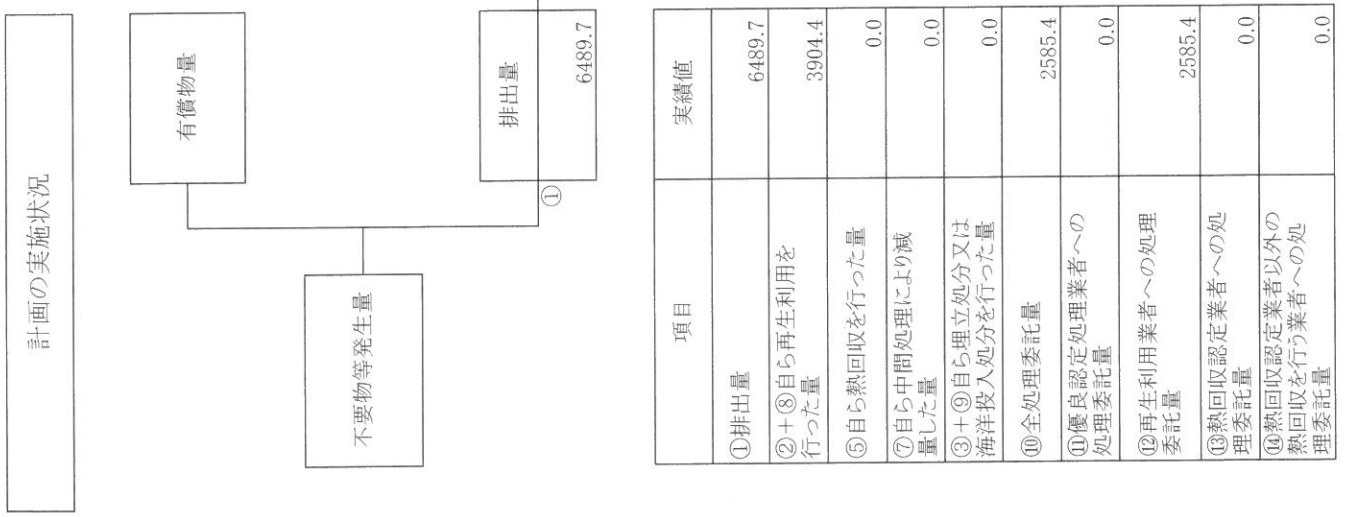 計画の実施状況
有償物量
不要物等発生量
①
排出量
6489.7
項目
実績値
①排出量
6489.7
②+⑧自ら再生利用を
行った量
3904.4
⑤自ら熱回収を行った量
0.0
⑦自ら中間処理により減
量した量
0.0
③+⑨自ら埋立処分又は
海洋投入処分を行った量
0.0
⑩全処理委託量
2585.4
⑪優良認定処理業者への
処理委託量
0.0
⑫再生利用業者への処理
委託量
2585.4
⑬熱回収認定業者への処
理委託量
0.0
⑭熱回収認定業者以外の
熱回収を行う業者への処
理委託量
0.0